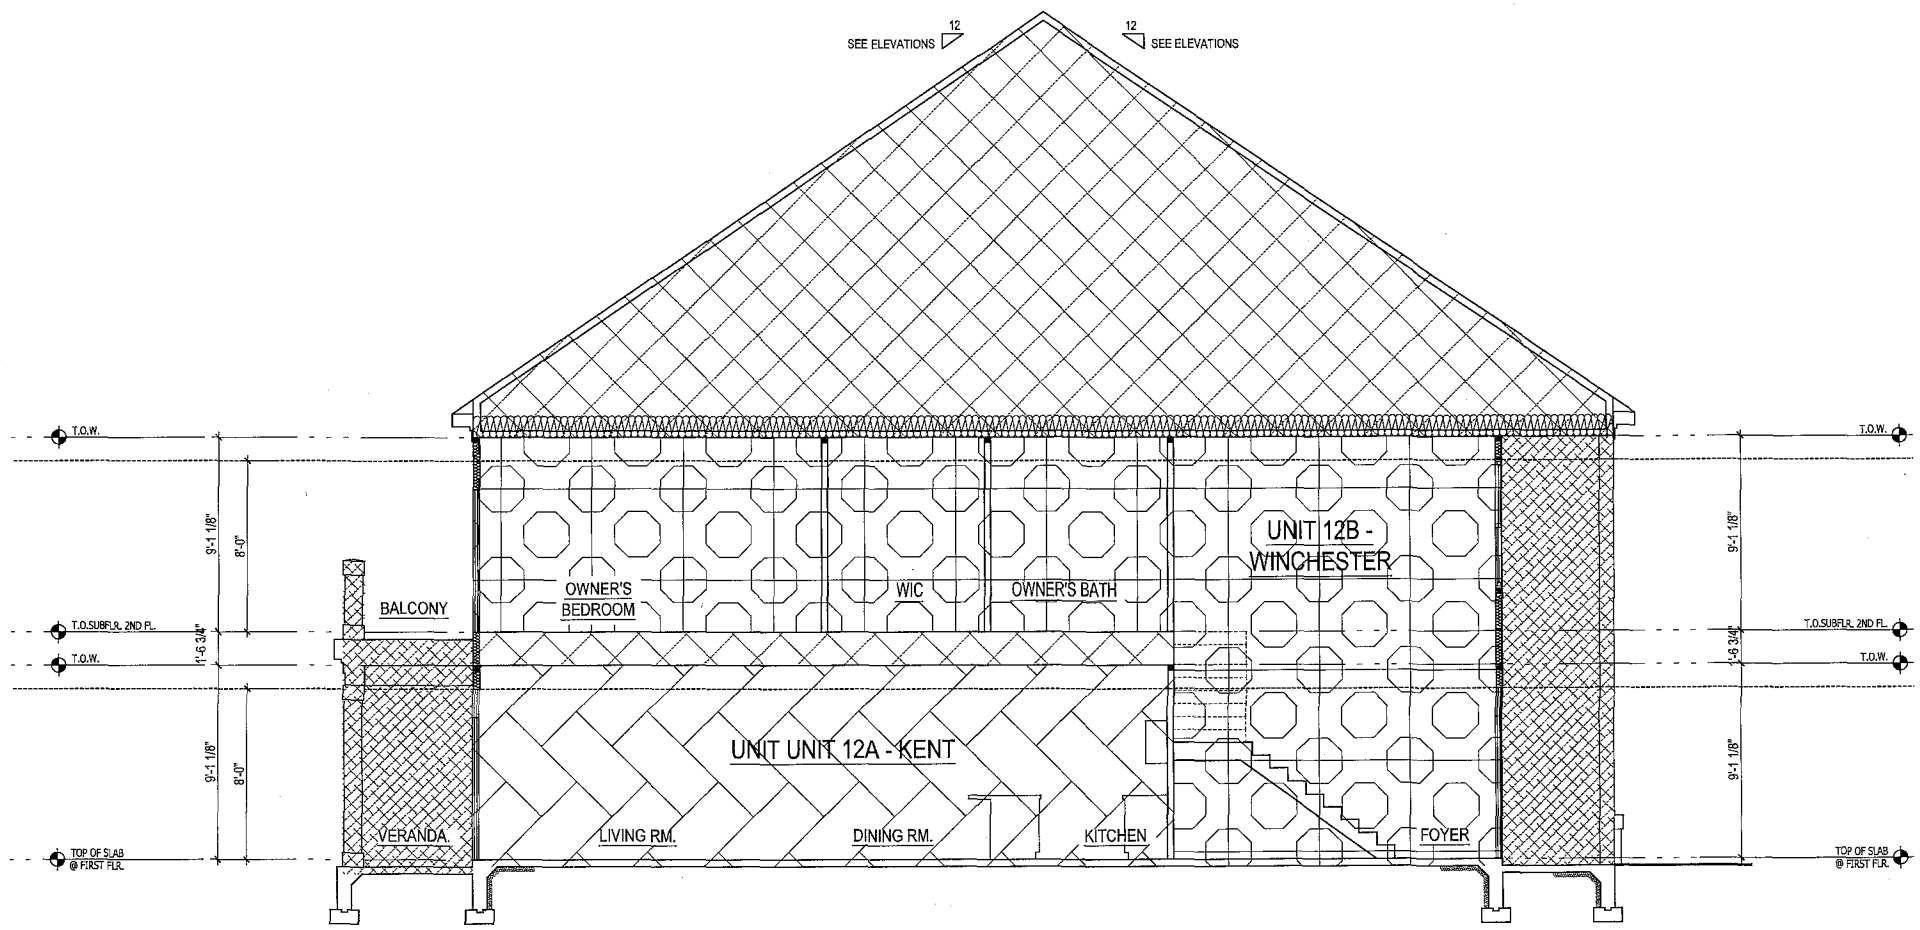 12
SEE ELEVATIONS
12
SEE ELEVATIONS
T.O.W.
T.O.W.
9'-1 1/8"
8'-0"
9'-1 1/8"
UNIT 12B -
WINCHESTER
OWNER'S
BEDROOM
WIC
OWNER'S BATH
BALCONY
T.O.SUBFLR. 2ND FL.
T.O.SUBFLR. 2ND FL.
1'-6 3/4"
1'-6 3/4"
T.O.W.
T.O.W.
9'-1 1/8"
8'-0"
9'-1 1/8"
UNIT UNIT 12A - KENT
VERANDA
LIVING RM.
DINING RM.
KITCHEN
FOYER
TOP OF SLAB
@ FIRST FLR.
TOP OF SLAB
@ FIRST FLR.